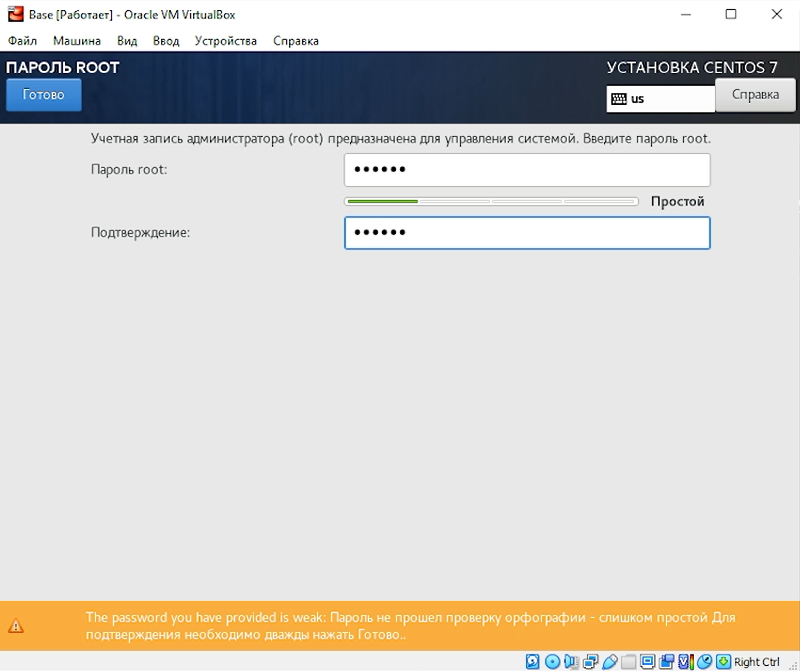 Base [Работает] - Oracle VM VirtualBox
Файл Машина Вид Ввод Устройства Справка
ПАРОЛЬ ROOT
УСТАНОВКА CENTOS 7
Готово
us
Справка
Учетная запись администратора (root) предназначена для управления системой. Введите пароль root.
Пароль root:
••••••
Простой
Подтверждение:
••••••
The password you have provided is weak: Пароль не прошел проверку орфографии - слишком простой Для
подтверждения необходимо дважды нажать Готово..
Right Ctrl